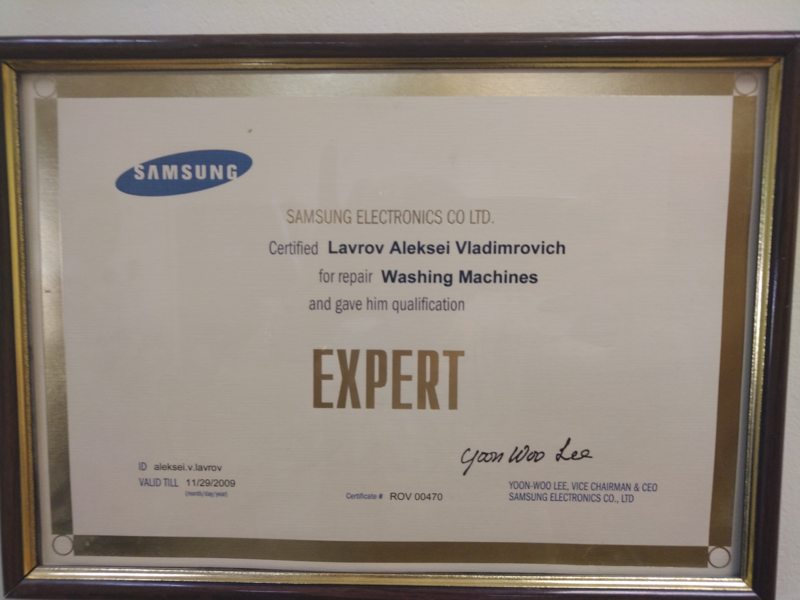 SAMSUNG
SAMSUNG ELECTRONICS CO LTD.
Certified Lavrov Aleksei Vladimrovich
for repair Washing Machines
and gave him qualification
EXPERT
Yoon Woo Lee
ID aleksei.v.lavrov
VALID TILL 11/29/2009
(month/day/year)
Certificate # ROV 00470
YOON-WOO LEE, VICE CHAIRMAN & CEO
SAMSUNG ELECTRONICS CO., LTD